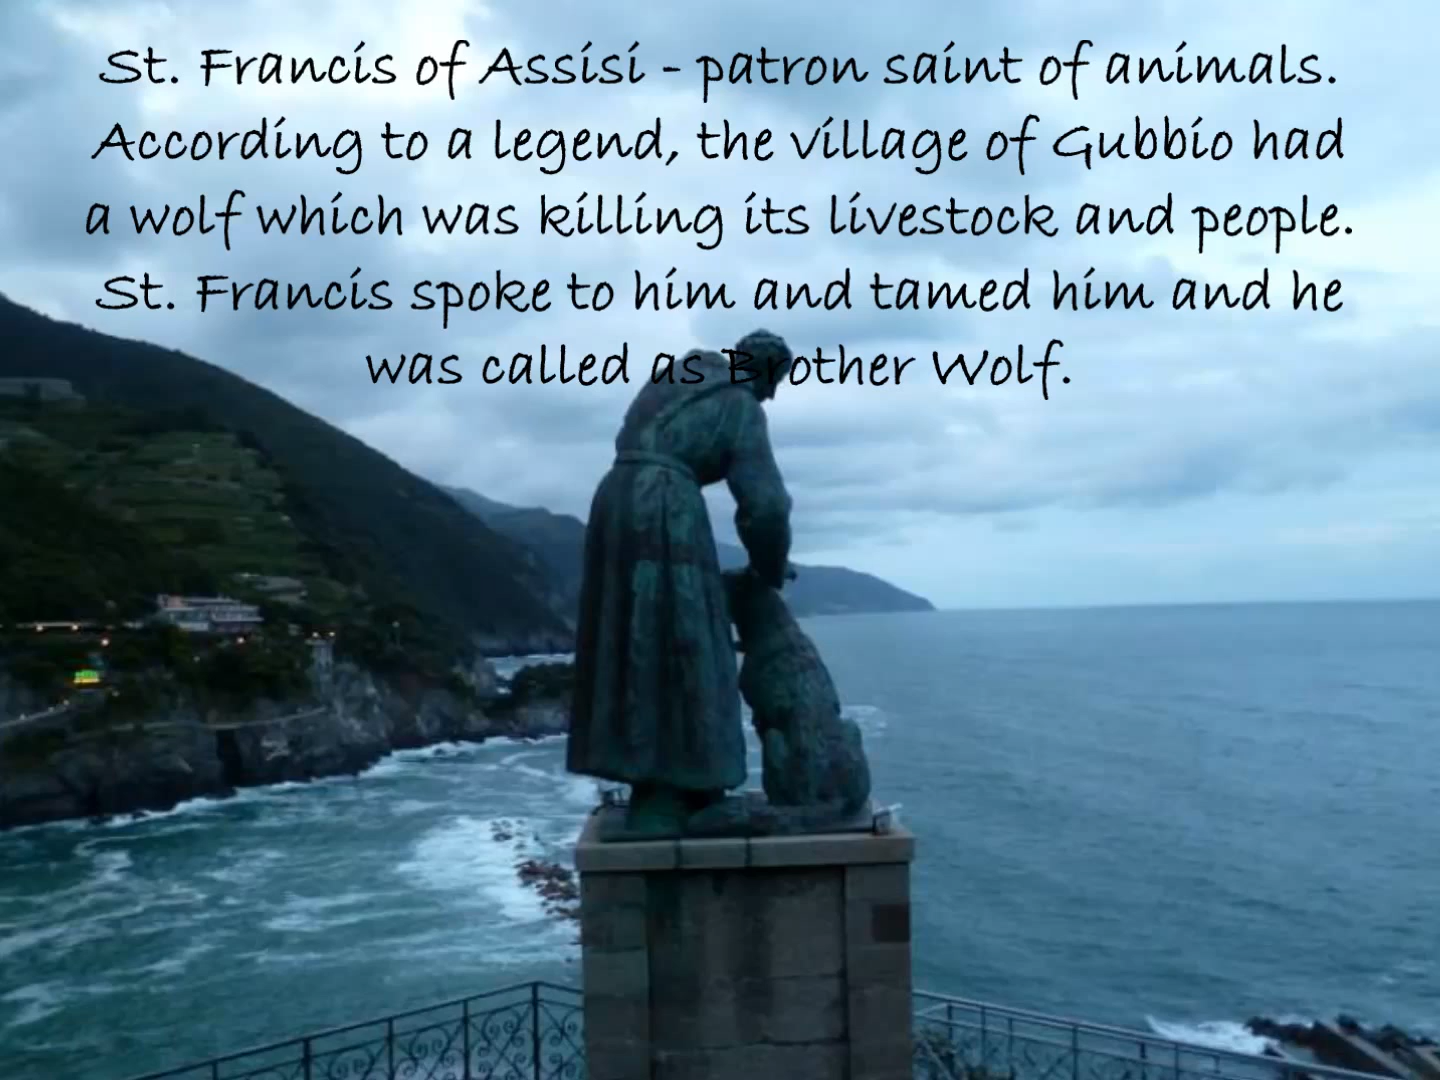 St. Francis of Assisi - patron saint of animals.
According to a legend, the village of Gubbio had
a wolf which was killing its livestock and people.
St. Francis spoke to him and tamed him and he
was called as Brother Wolf.